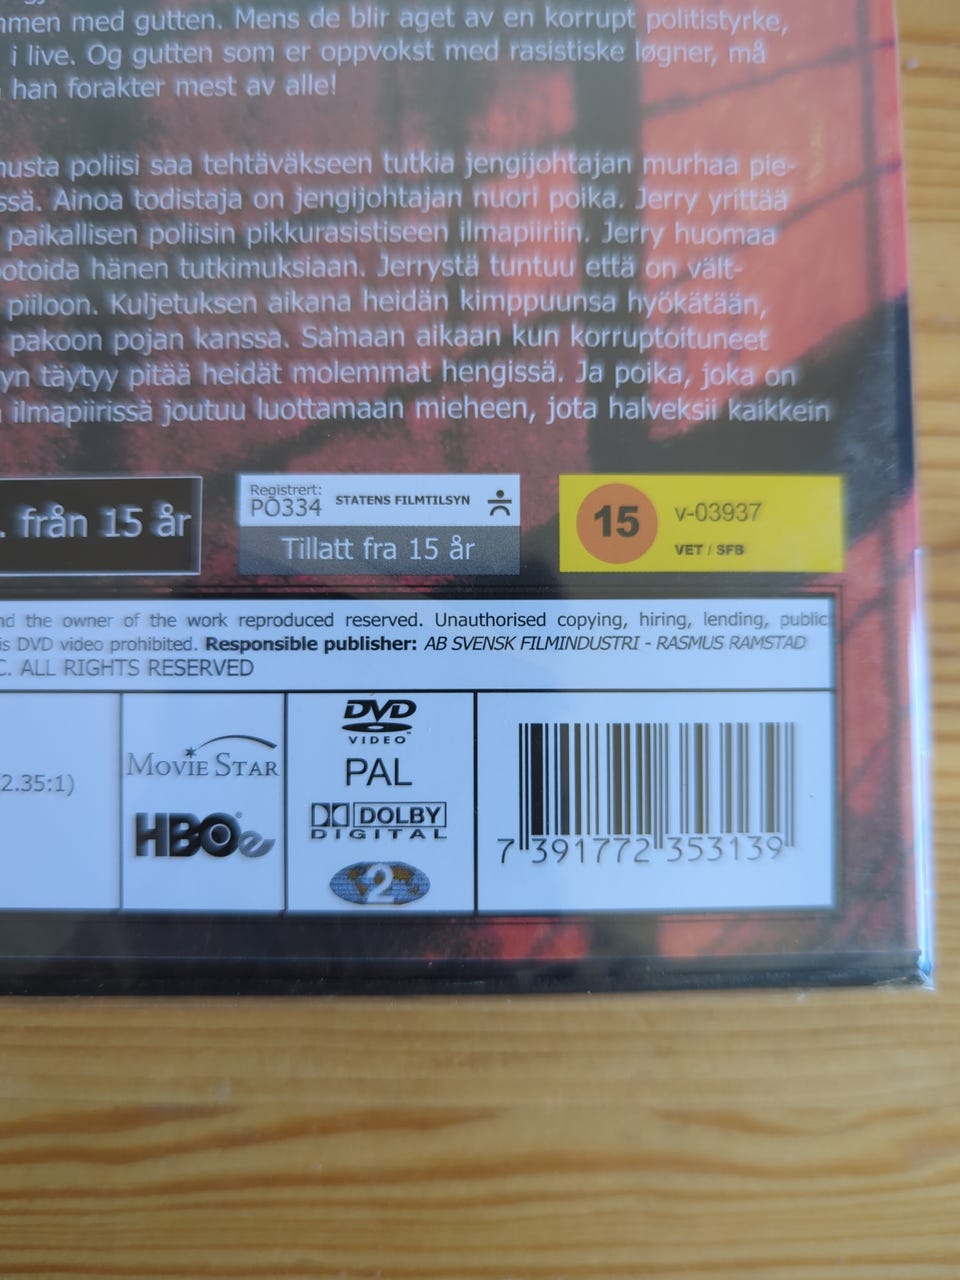 men med gutten. Mens de blir aget av en korrupt politistyrke,
i live. Og gutten som er oppvokst med rasistiske løgner, må
han forakter mest av alle!
usta poliisi saa tehtäväkseen tutkia jengijohtajan murhaa pie-
ssä. Ainoa todistaja on jengijohtajan nuori poika. Jerry yrittää
paikallisen poliisin pikkurasistiseen ilmapiiriin. Jerry huomaa
otoida hänen tutkimuksiaan. Jerrystä tuntuu että on vält-
piiloon. Kuljetuksen aikana heidän kimppuunsa hyökätään,
pakoon pojan kanssa. Samaan aikaan kun korruptoituneet
yn täytyy pitää heidät molemmat hengissä. Ja poika, joka on
ilmapiirissä joutuu luottamaan mieheen, jota halveksii kaikkein
. från 15 år
Registrert:
PO334 STATENS FILMTILSYN
Tillatt fra 15 år
15 v-03937
VET / SFB
nd the owner of the work reproduced reserved. Unauthorised copying, hiring, lending, public
is DVD video prohibited. Responsible publisher: AB SVENSK FILMINDUSTRI - RASMUS RAMSTAD
C. ALL RIGHTS RESERVED
2.35:1)
MOVIE STAR
HBO e
DVD
VIDEO
PAL
DOLBY
DIGITAL
2
7 391772 353139